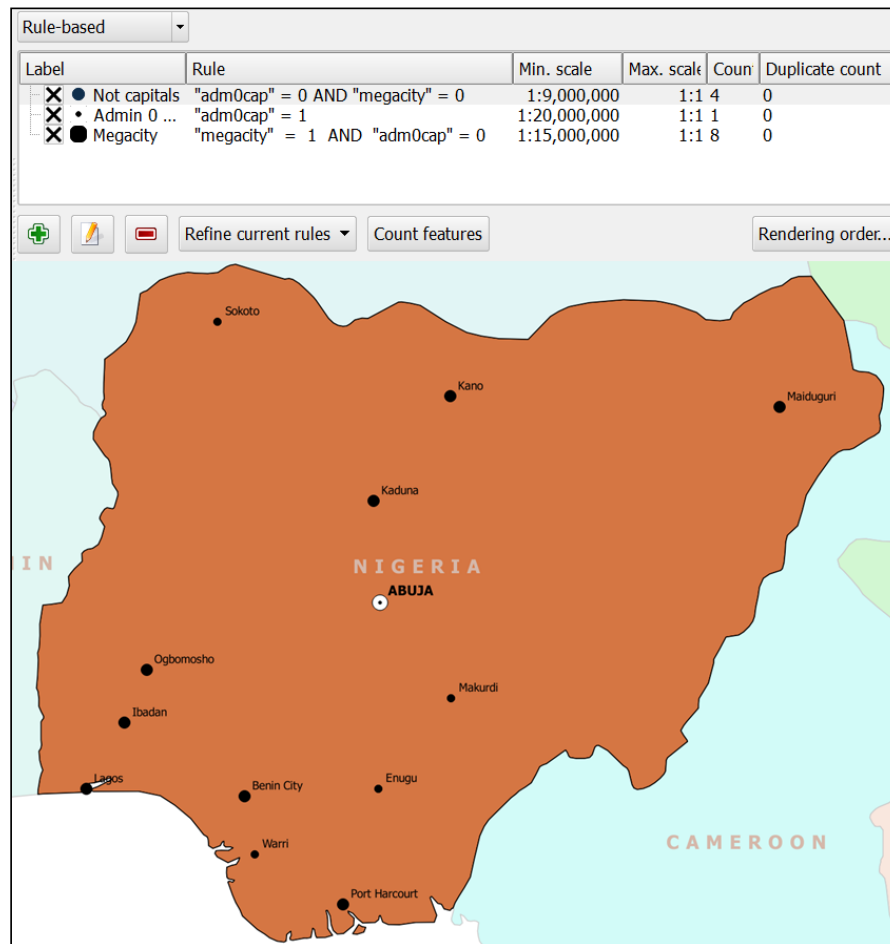 Rule-based
Label Rule Min. scale Max. scale Coun Duplicate count
Not capitals "adm0cap" = 0 AND "megacity" = 0 1:9,000,000 1:1 4 0
Admin 0 ... "adm0cap" = 1 1:20,000,000 1:1 1 0
Megacity "megacity" = 1 AND "adm0cap" = 0 1:15,000,000 1:1 8 0
Refine current rules Count features Rendering order...
Sokoto
Kano
Maiduguri
Kaduna
IN
NIGERIA
ABUJA
Ogbomosho
Makurdi
Ibadan
Lagos
Enugu
Benin City
CAMEROON
Warri
Port Harcourt